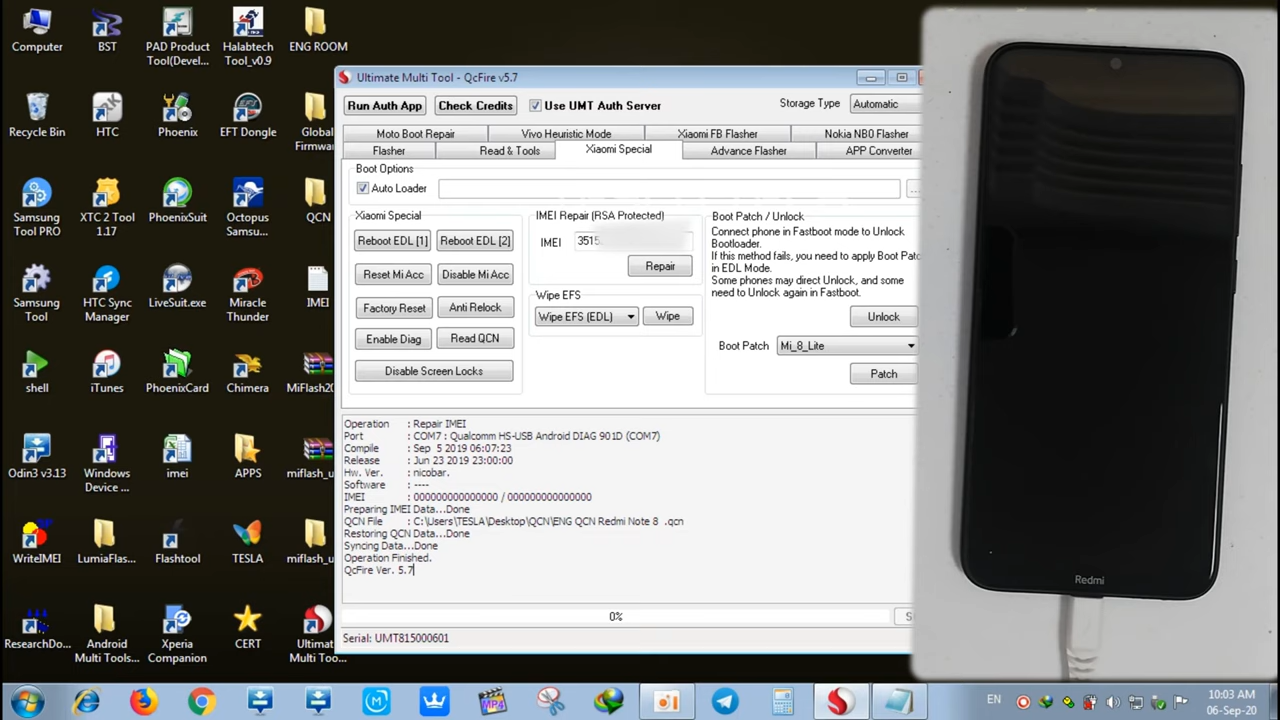 Computer
BST
PAD Product Tool(Devel...
Halabtech Tool_v0.9
ENG ROOM
Recycle Bin
HTC
Phoenix
EFT Dongle
Global Firmwa...
Samsung Tool PRO
XTC 2 Tool 1.17
PhoenixSuit
Octopus Samsu...
QCN
Samsung Tool
HTC Sync Manager
LiveSuit.exe
Miracle Thunder
IMEI
shell
iTunes
PhoenixCard
Chimera
MiFlash20
Odin3 v3.13
Windows Device ...
imei
APPS
miflash_u
WriteIMEI
LumiaFlas...
Flashtool
TESLA
miflash_u
ResearchDo...
Android Multi Tools...
Xperia Companion
CERT
Ultimat Multi Too...
Ultimate Multi Tool - QcFire v5.7
Run Auth App
Check Credits
Use UMT Auth Server
Storage Type
Automatic
Moto Boot Repair
Vivo Heuristic Mode
Xiaomi FB Flasher
Nokia NB0 Flasher
Flasher
Read & Tools
Xiaomi Special
Advance Flasher
APP Converter
Boot Options
Auto Loader
...
Xiaomi Special
Reboot EDL [1]
Reboot EDL [2]
Reset Mi Acc
Disable Mi Acc
Factory Reset
Anti Relock
Enable Diag
Read QCN
Disable Screen Locks
IMEI Repair (RSA Protected)
IMEI
3515
Repair
Wipe EFS
Wipe EFS (EDL)
Wipe
Boot Patch / Unlock
Connect phone in Fastboot mode to Unlock
Bootloader.
If this method fails, you need to apply Boot Patc
in EDL Mode.
Some phones may direct Unlock, and some
need to Unlock again in Fastboot.
Unlock
Boot Patch
Mi_8_Lite
Patch
Operation : Repair IMEI
Port : COM7 : Qualcomm HS-USB Android DIAG 901D (COM7)
Compile : Sep 5 2019 06:07:23
Release : Jun 23 2019 23:00:00
Hw. Ver. : nicobar.
Software : ----
IMEI : 000000000000000 / 000000000000000
Preparing IMEI Data...Done
QCN File : C:\Users\TESLA\Desktop\QCN\ENG QCN Redmi Note 8 .qcn
Restoring QCN Data...Done
Syncing Data...Done
Operation Finished.
QcFire Ver. 5.7
0%
S
Serial: UMT815000601
Redmi
EN
10:03 AM
06-Sep-20